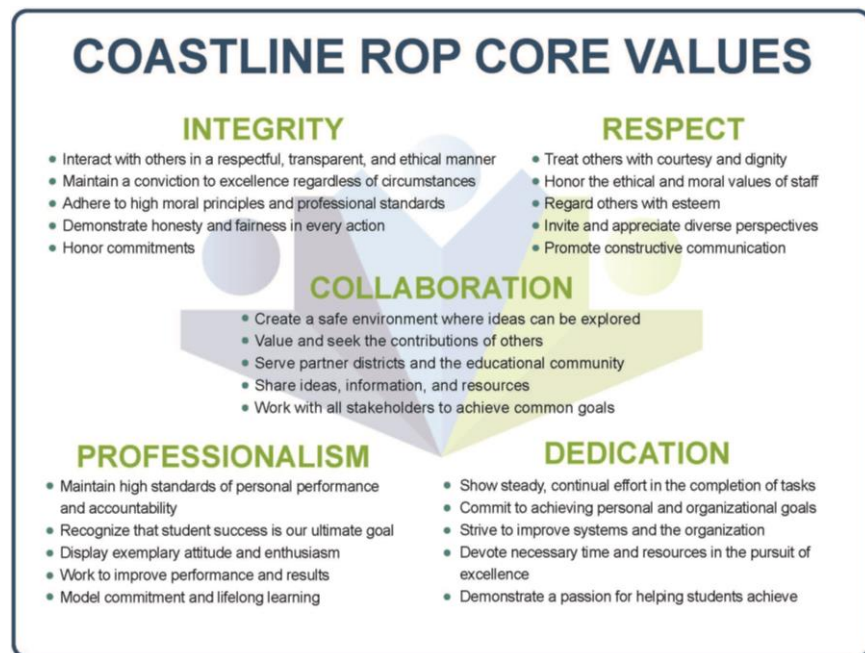 COASTLINE ROP CORE VALUES
INTEGRITY
• Interact with others in a respectful, transparent, and ethical manner
• Maintain a conviction to excellence regardless of circumstances
• Adhere to high moral principles and professional standards
• Demonstrate honesty and fairness in every action
• Honor commitments
RESPECT
• Treat others with courtesy and dignity
• Honor the ethical and moral values of staff
• Regard others with esteem
• Invite and appreciate diverse perspectives
• Promote constructive communication
COLLABORATION
• Create a safe environment where ideas can be explored
• Value and seek the contributions of others
• Serve partner districts and the educational community
• Share ideas, information, and resources
• Work with all stakeholders to achieve common goals
PROFESSIONALISM
• Maintain high standards of personal performance
and accountability
• Recognize that student success is our ultimate goal
• Display exemplary attitude and enthusiasm
• Work to improve performance and results
• Model commitment and lifelong learning
DEDICATION
• Show steady, continual effort in the completion of tasks
• Commit to achieving personal and organizational goals
• Strive to improve systems and the organization
• Devote necessary time and resources in the pursuit of
excellence
• Demonstrate a passion for helping students achieve